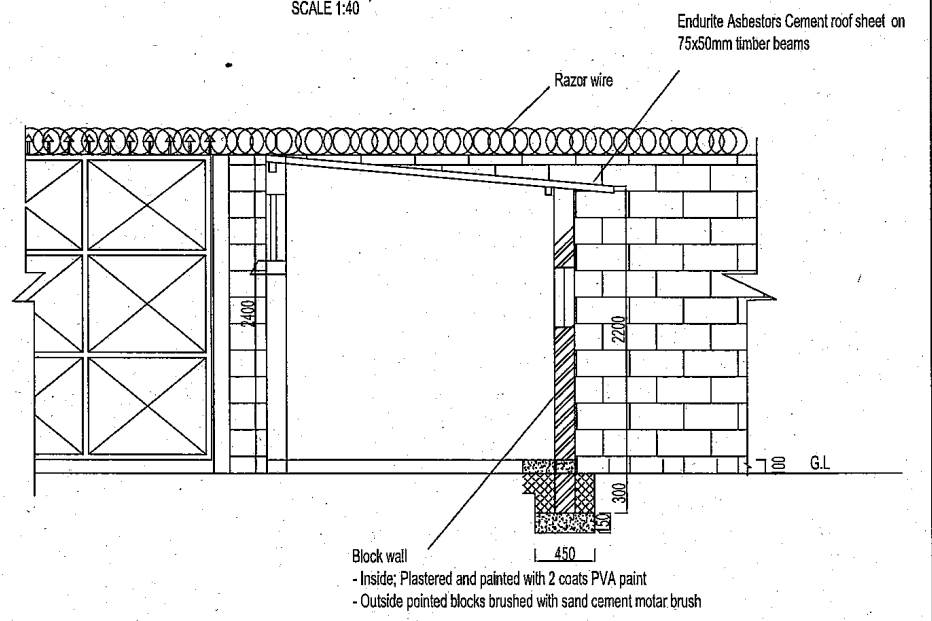 SCALE 1:40
Endurite Asbestors Cement roof sheet on
75x50mm timber beams
Razor wire
2400
2200
100
G.L
300
150
450
Block wall
- Inside; Plastered and painted with 2 coats PVA paint
- Outside pointed blocks brushed with sand cement motar brush